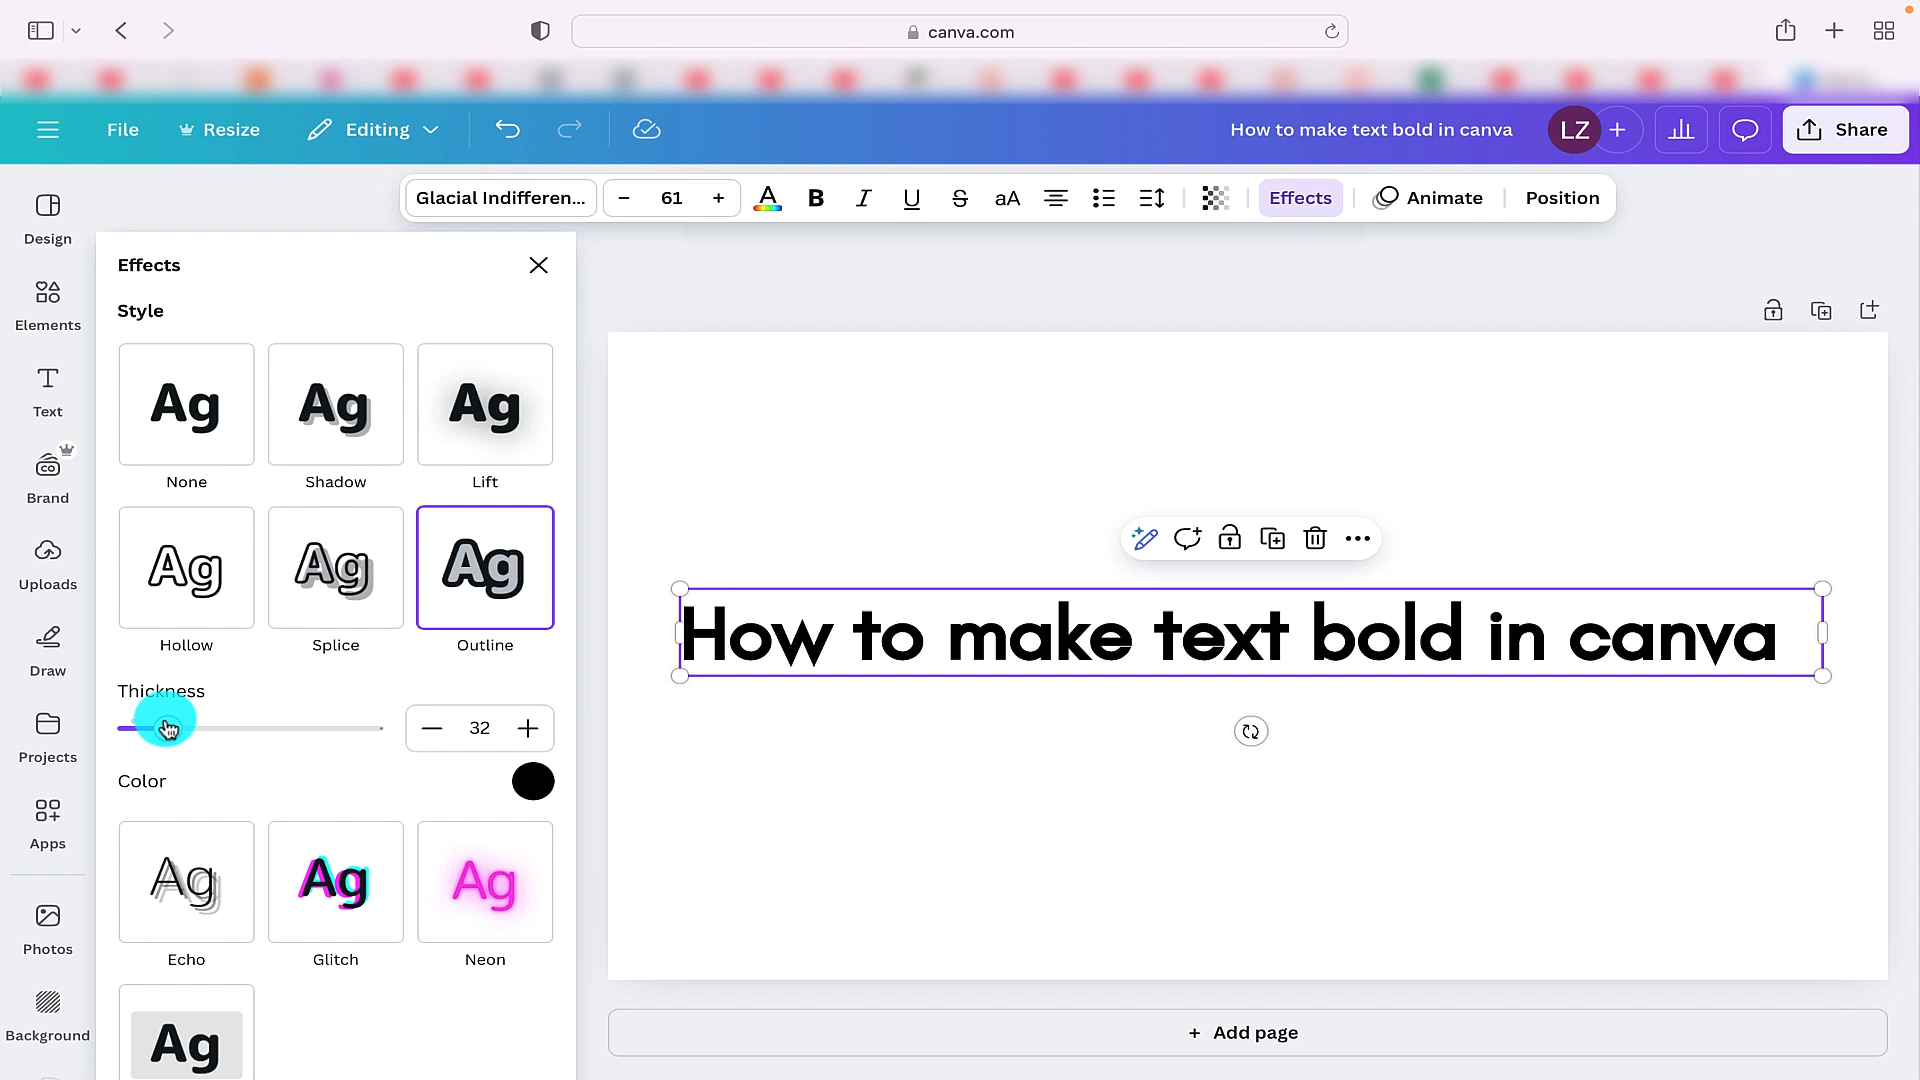 canva.com
File
Resize
Editing
How to make text bold in canva
LZ
+
Share
Glacial Indifferen...
− 61 +
A
B
I
U
S
aA
Effects
Animate
Position
Design
Elements
Text
Brand
Uploads
Draw
Projects
Apps
Photos
Background
Effects
Style
Ag
Ag
Ag
None
Shadow
Lift
Ag
Ag
Ag
Hollow
Splice
Outline
Thickness
— 32 +
Color
Ag
Ag
Ag
Echo
Glitch
Neon
Ag
How to make text bold in canva
+ Add page